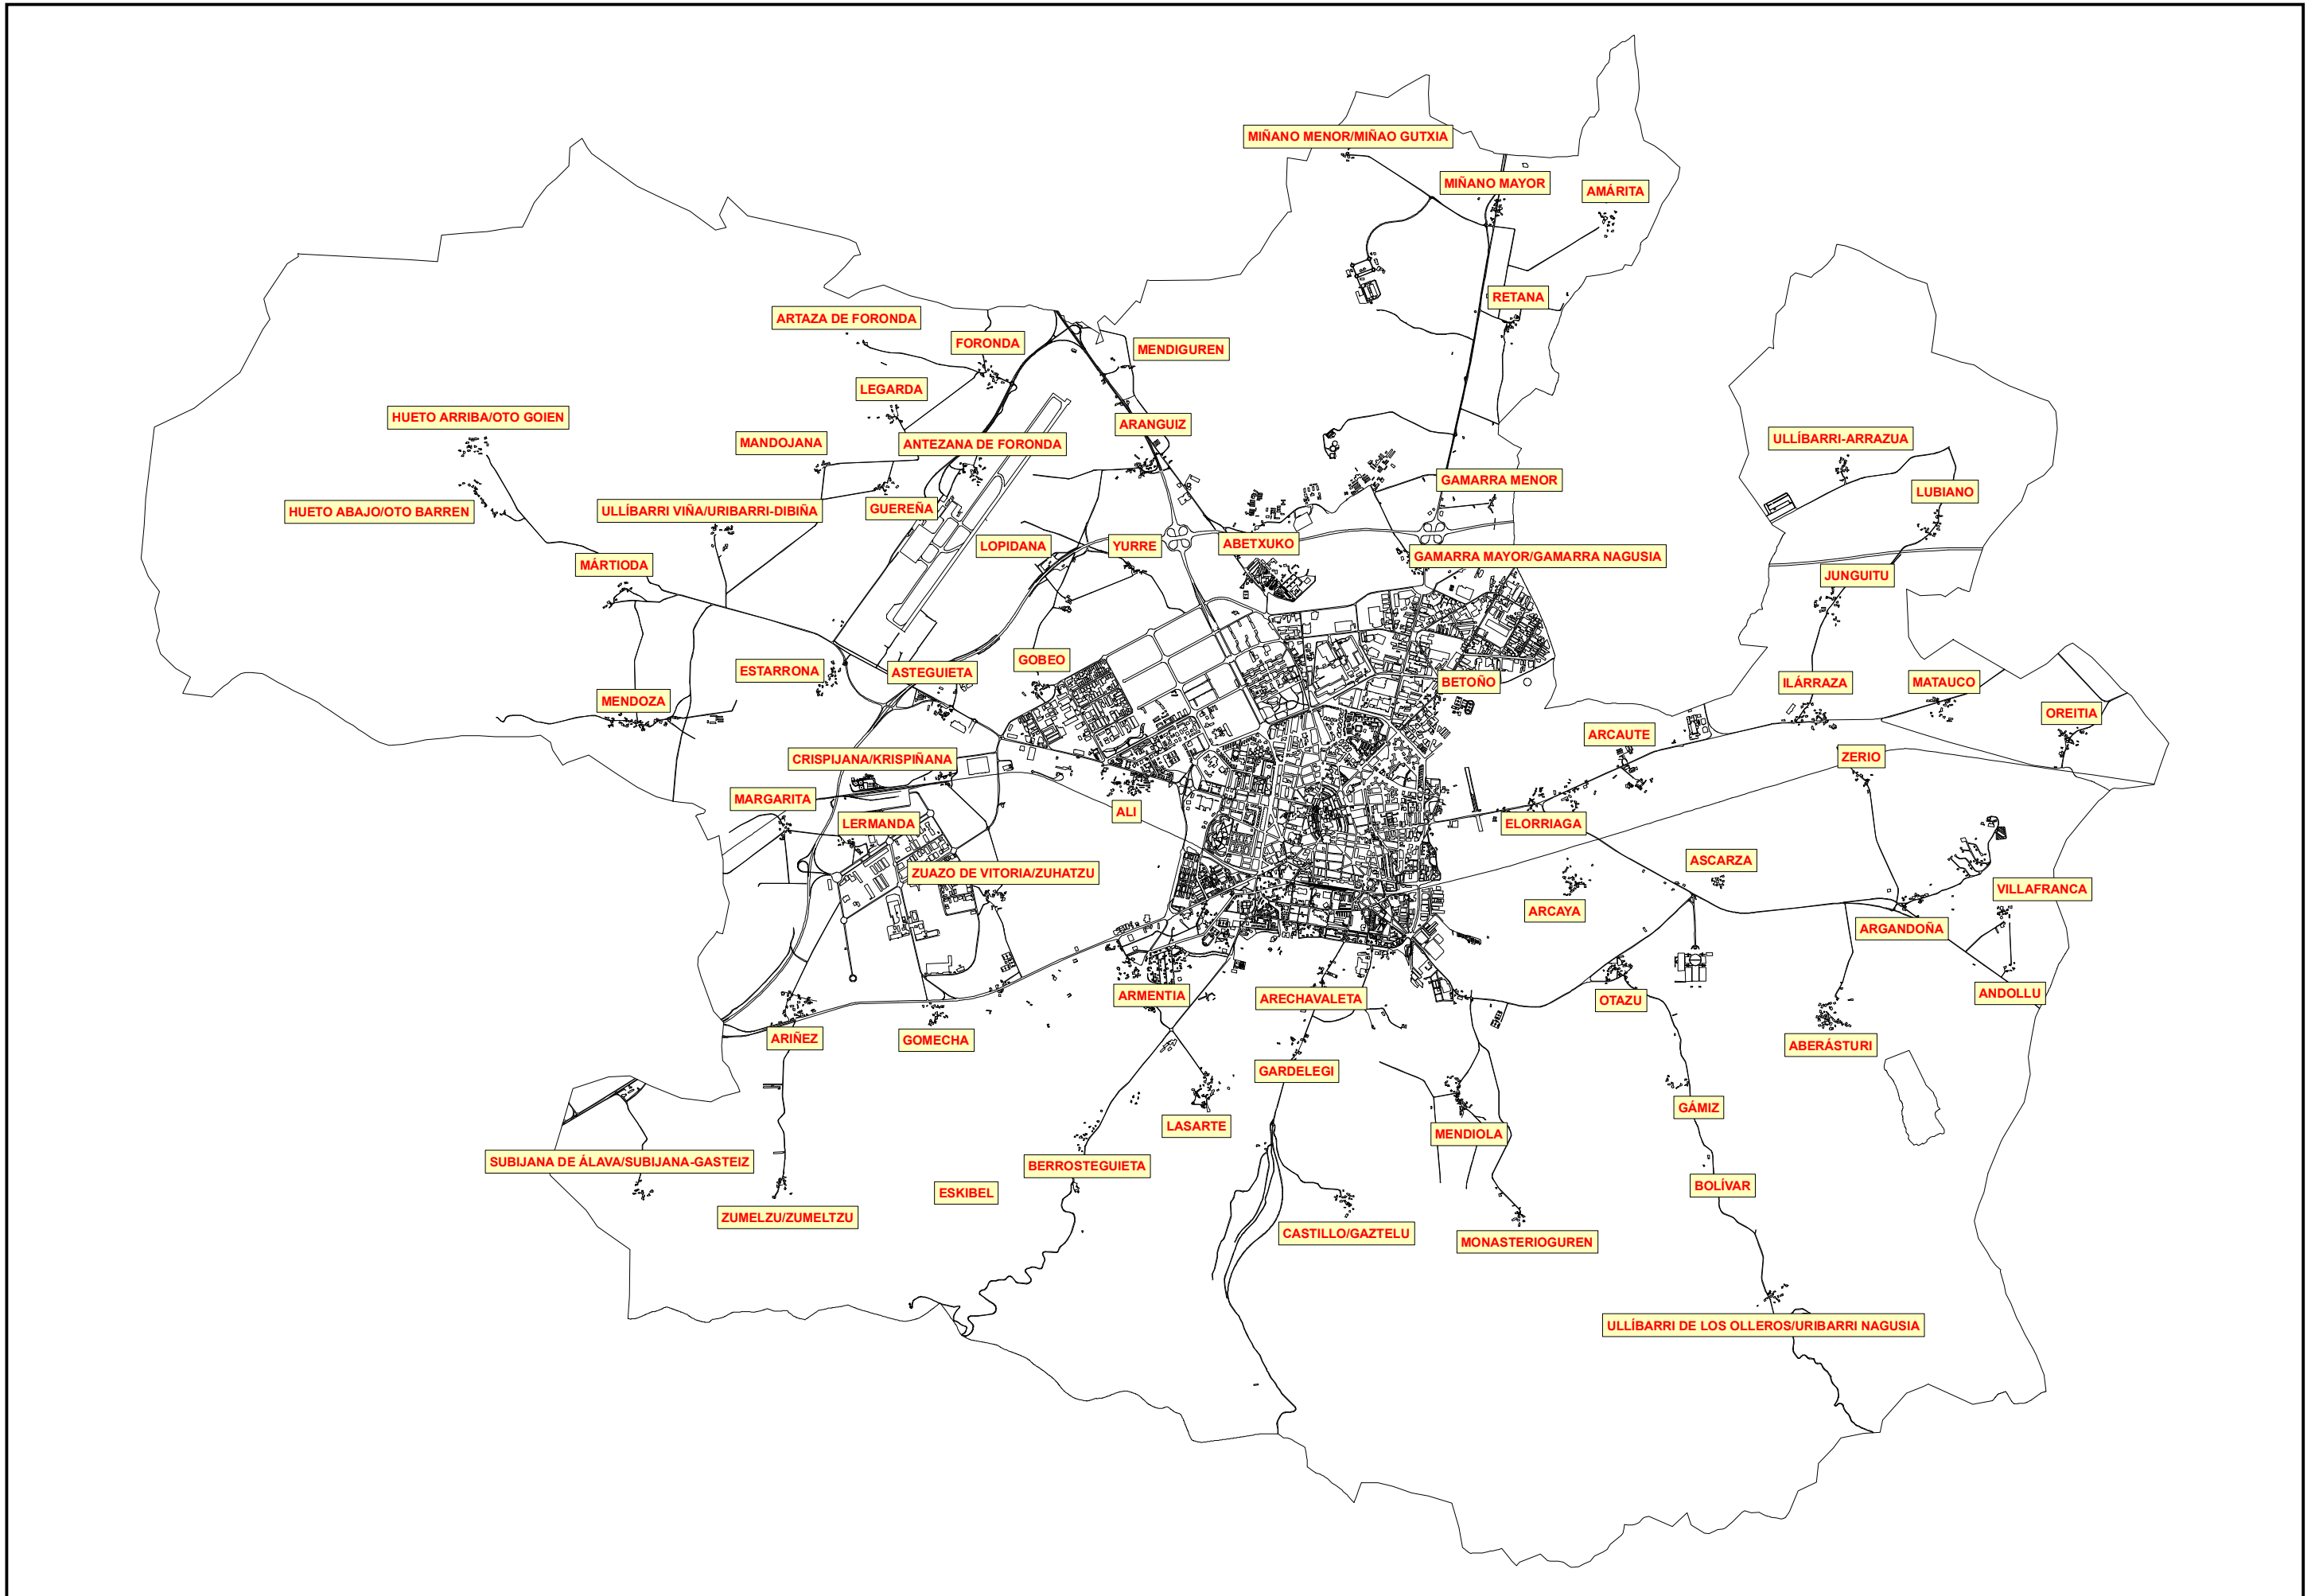 MIÑANO MENOR/MIÑAO GUTXIA
MIÑANO MAYOR
AMÁRITA
RETANA
ARTAZA DE FORONDA
FORONDA
MENDIGUREN
LEGARDA
HUETO ARRIBA/OTO GOIEN
ARANGUIZ
MANDOJANA
ANTEZANA DE FORONDA
ULLÍBARRI-ARRAZUA
GAMARRA MENOR
LUBIANO
HUETO ABAJO/OTO BARREN
ULLÍBARRI VIÑA/URIBARRI-DIBIÑA
GUEREÑA
LOPIDANA
YURRE
ABETXUKO
GAMARRA MAYOR/GAMARRA NAGUSIA
MÁRTIODA
JUNGUITU
GOBEO
ESTARRONA
ASTEGUIETA
BETOÑO
ILÁRRAZA
MATAUCO
MENDOZA
OREITIA
ARCAUTE
CRISPIJANA/KRISPIÑANA
ZERIO
MARGARITA
ALI
LERMANDA
ELORRIAGA
ASCARZA
ZUAZO DE VITORIA/ZUHATZU
VILLAFRANCA
ARCAYA
ARGANDOÑA
ARMENTIA
ARECHAVALETA
OTAZU
ANDOLLU
ARIÑEZ
GOMECHA
ABERÁSTURI
GARDELEGI
GÁMIZ
LASARTE
MENDIOLA
SUBIJANA DE ÁLAVA/SUBIJANA-GASTEIZ
BERROSTEGUIETA
BOLÍVAR
ESKIBEL
ZUMELZU/ZUMELTZU
CASTILLO/GAZTELU
MONASTERIOGUREN
ULLÍBARRI DE LOS OLLEROS/URIBARRI NAGUSIA